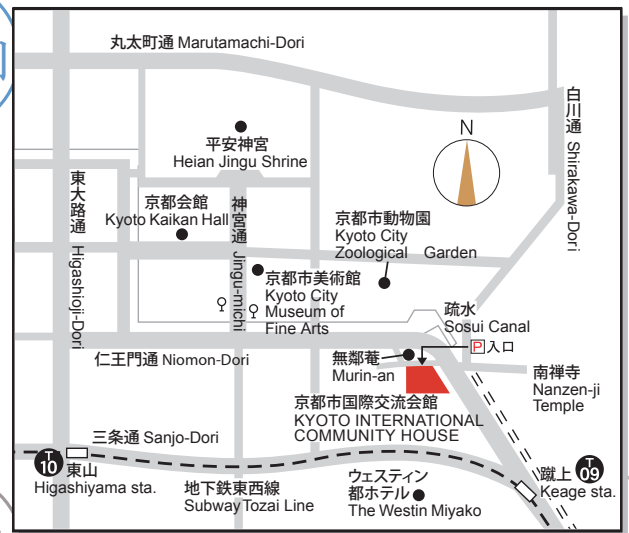 丸太町通 Marutamachi-Dori
白川通 Shirakawa-Dori
N
平安神宮
Heian Jingu Shrine
東大路通 Higashioji-Dori
京都会館
Kyoto Kaikan Hall
神宮通 Jingu-michi
京都市動物園
Kyoto City
Zoological Garden
京都市美術館
Kyoto City
Museum of
Fine Arts
疏水
Sosui Canal
P入口
仁王門通 Niomon-Dori
無鄰菴
Murin-an
南禅寺
Nanzen-ji
Temple
京都市国際交流会館
KYOTO INTERNATIONAL
COMMUNITY HOUSE
三条通 Sanjo-Dori
T
10
東山
Higashiyama sta.
地下鉄東西線
Subway Tozai Line
ウェスティン
都ホテル
The Westin Miyako
蹴上
T
09
Keage sta.